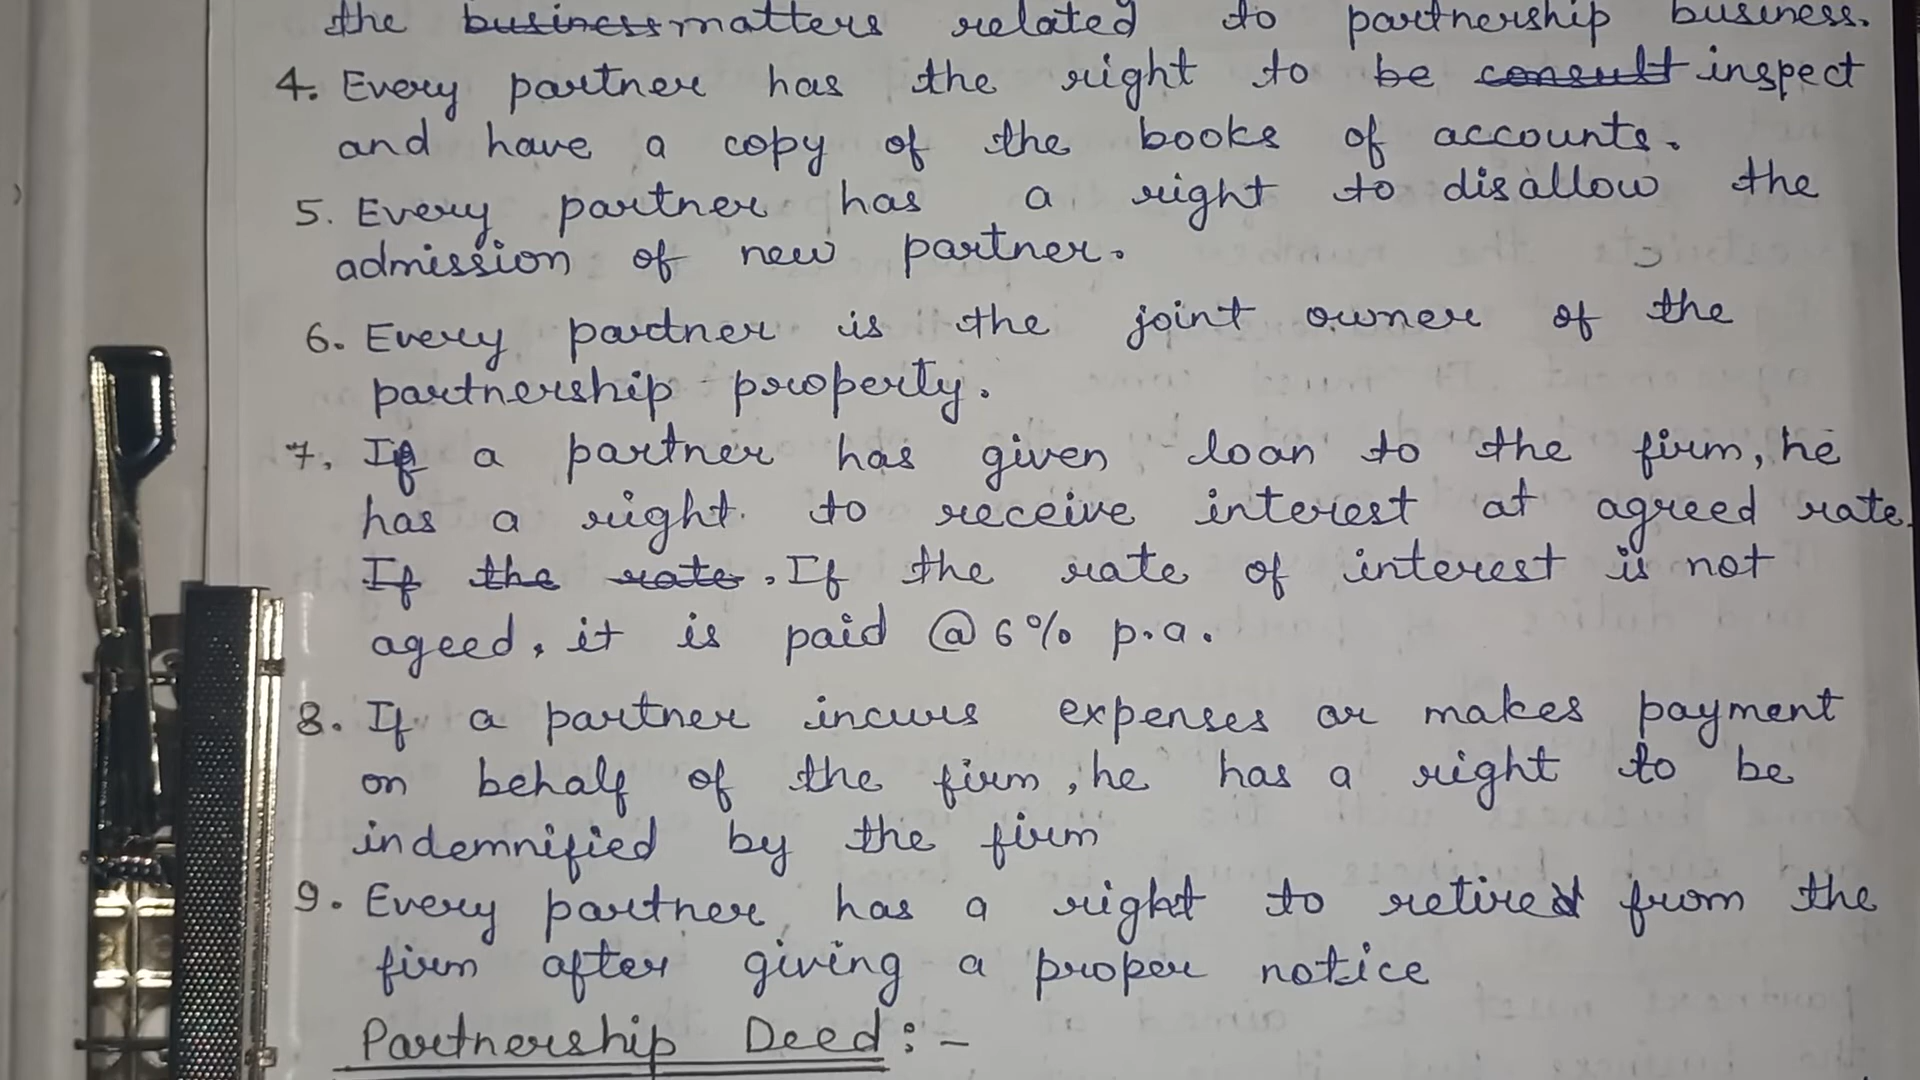 the business matters related to partnership business.
4. Every partner has the right to be consult inspect
and have a copy of the books of accounts.
5. Every partner has a right to disallow the
admission of new partner.
6. Every partner is the joint owner of the
partnership property.
7. If a partner has given loan to the firm, he
has a right to receive interest at agreed rate.
If the rate. If the rate of interest is not
ageed, it is paid @ 6% p.a.
8. If a partner incurs expenses or makes payment
on behalf of the firm, he has a right to be
indemnified by the firm
9. Every partner has a right to retire from the
firm after giving a proper notice
Partnership Deed:-